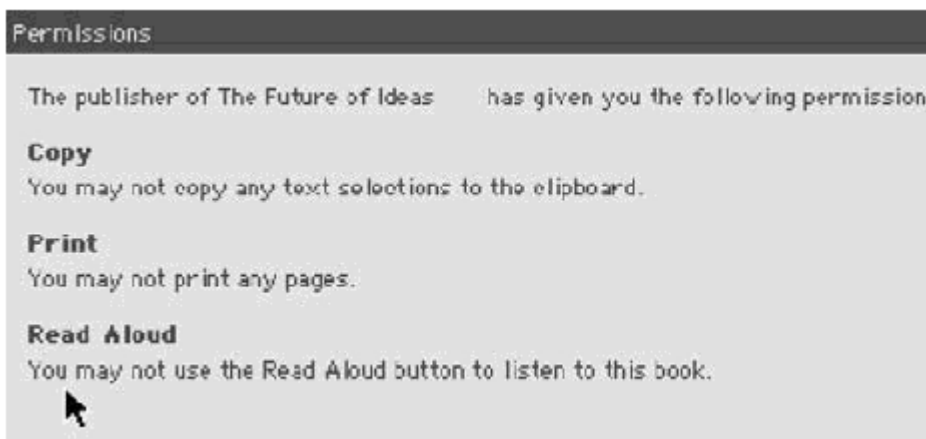 Permissions
The publisher of The Future of Ideas has given you the following permission
Copy
You may not copy any text selections to the clipboard.
Print
You may not print any pages.
Read Aloud
You may not use the Read Aloud button to listen to this book.